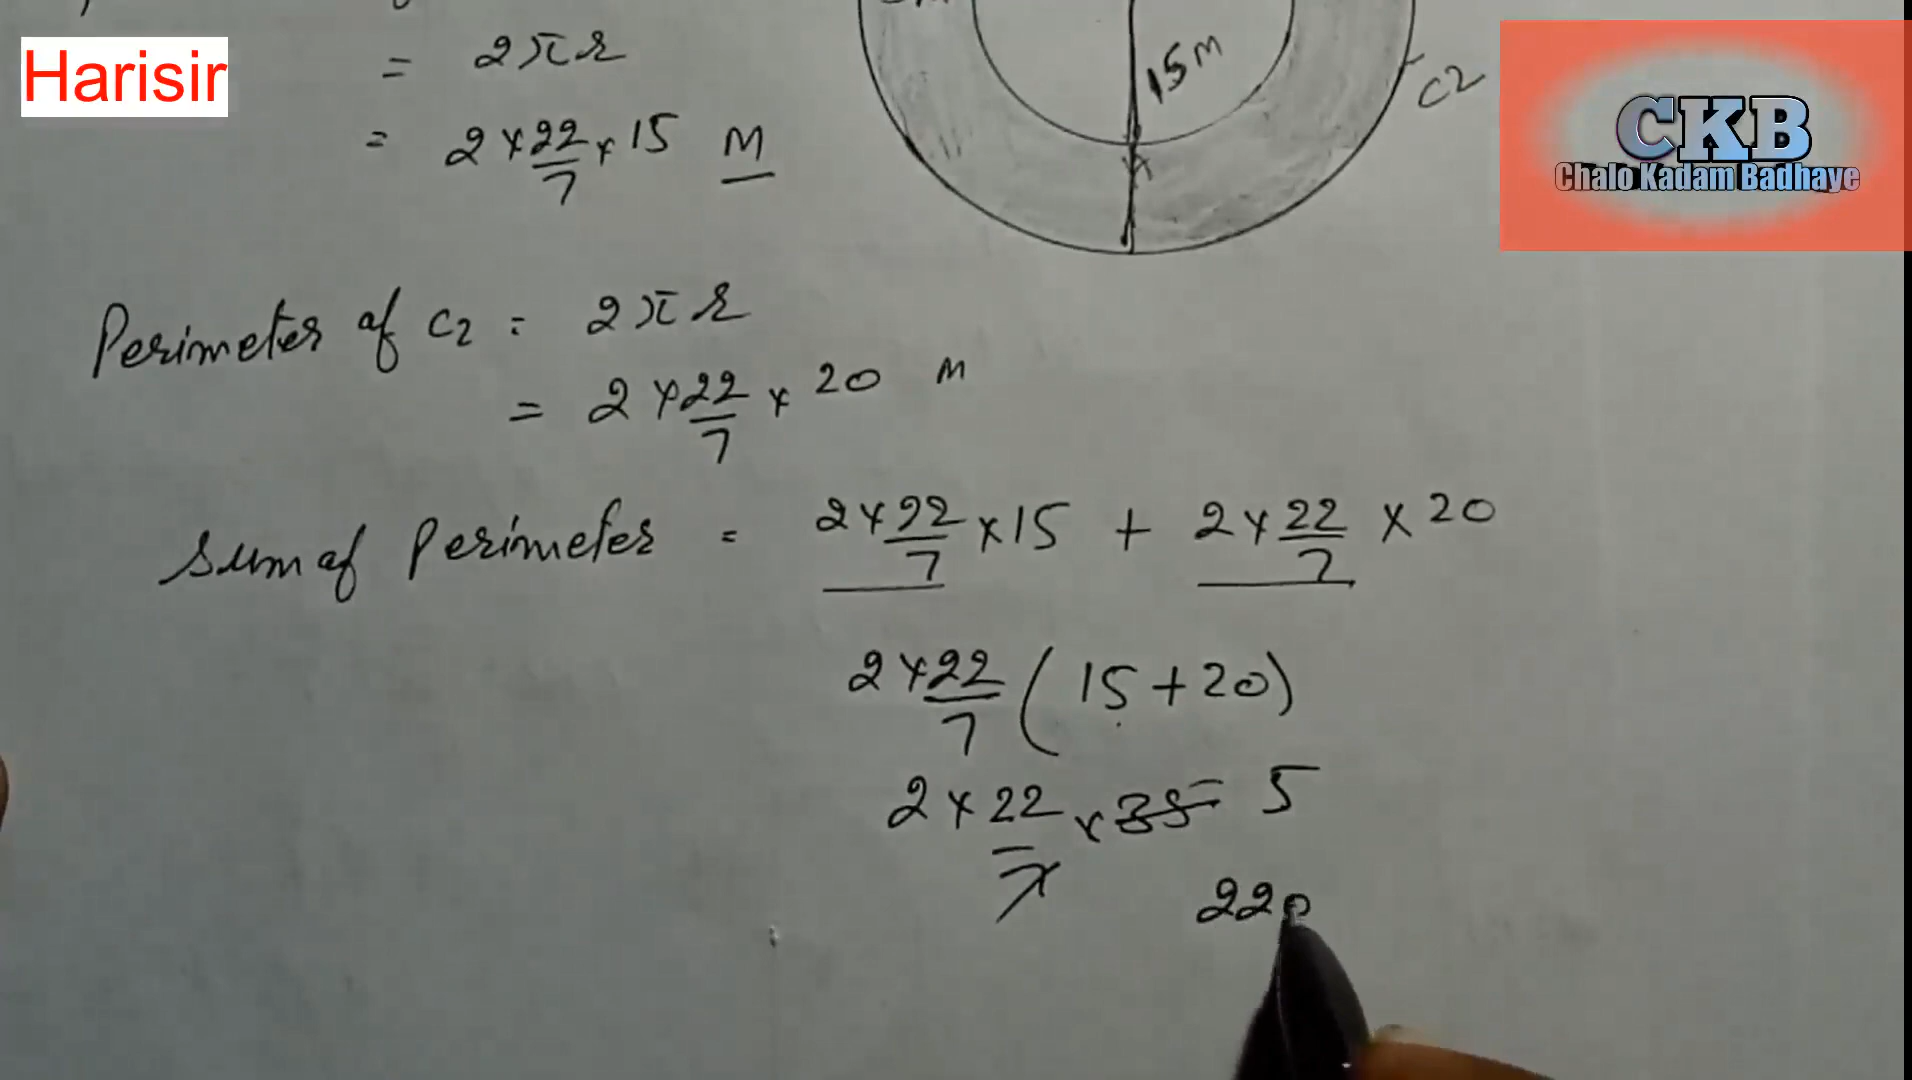 Harisir
= 2πr
= 2 × 22/7 × 15 M
15 M
C2
CKB
Chalo Kadam Badhaye
Perimeter of C2 = 2πr
= 2 × 22/7 × 20 M
Sum of Perimeter = 2 × 22/7 × 15 + 2 × 22/7 × 20
2 × 22/7 (15 + 20)
2 × 22/7 × 35 = 5
220